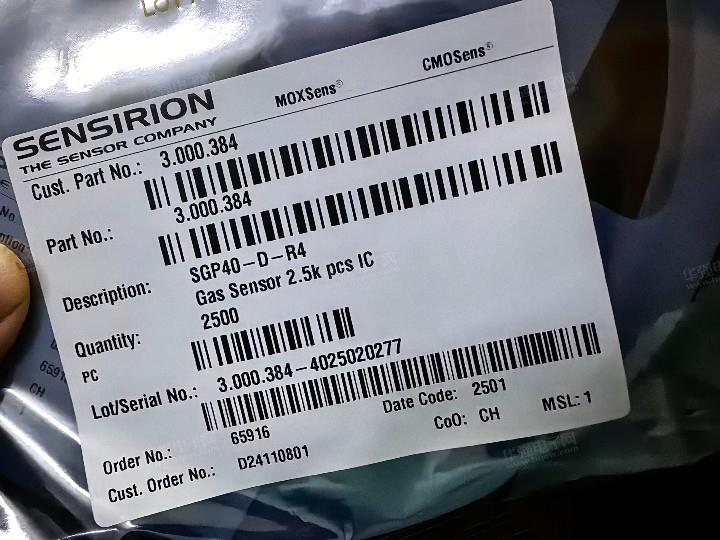 SENSIRION
THE SENSOR COMPANY
MOXSens®
CMOSens®
Cust. Part No.: 3.000.384
Part No.: 3.000.384
Description: SGP40-D-R4
Gas Sensor 2.5k pcs IC
Quantity: 2500
PC
Lot/Serial No.: 3.000.384-4025020277
Order No.: 65916
Date Code: 2501
Cust. Order No.: D24110801
CoO: CH
MSL: 1
CH